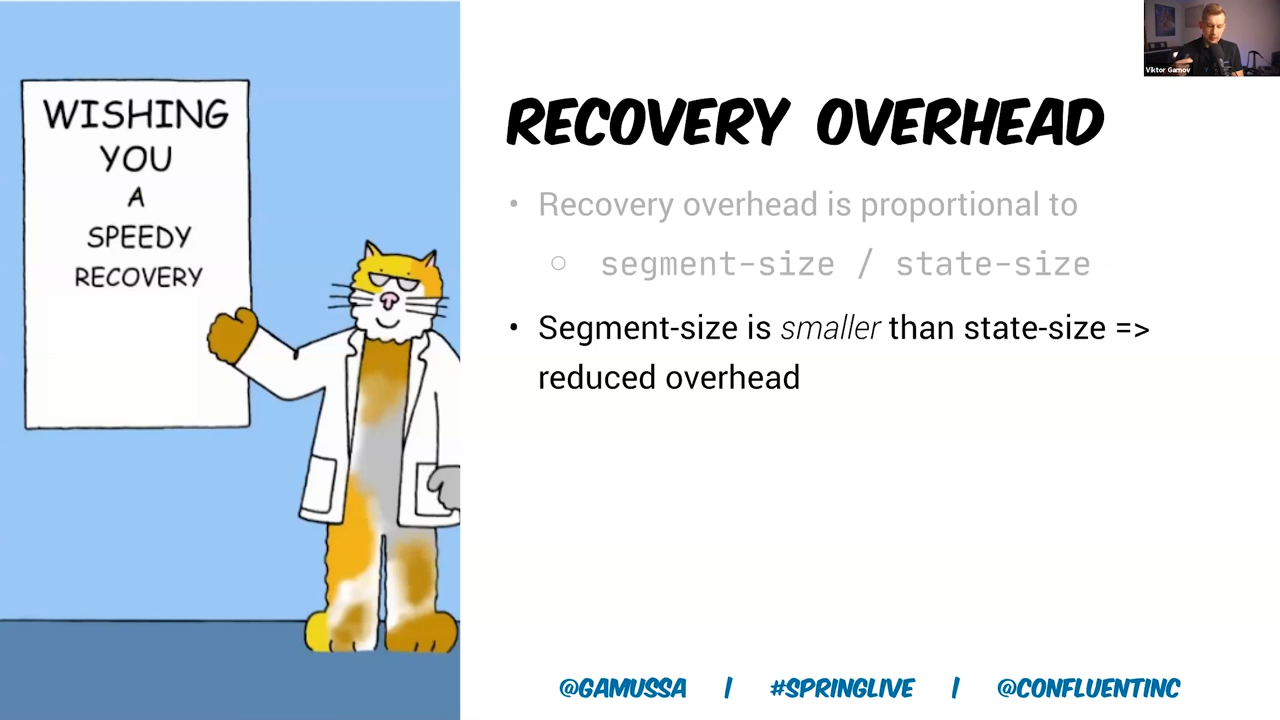 WISHING
YOU
A
SPEEDY
RECOVERY
Viktor Gamov
RECOVERY OVERHEAD
• Recovery overhead is proportional to
○ segment-size / state-size
• Segment-size is smaller than state-size =>
reduced overhead
@GAMUSSA | #SPRINGLIVE | @CONFLUENTINC